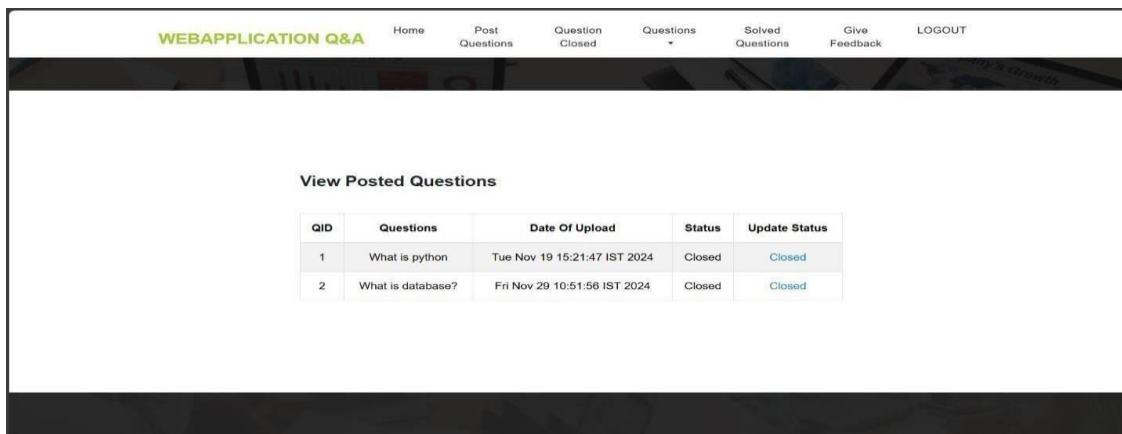 WEBAPPLICATION Q&A
Home
Post Questions
Question Closed
Questions
Solved Questions
Give Feedback
LOGOUT
Growth
View Posted Questions
QID Questions Date Of Upload Status Update Status
1 What is python Tue Nov 19 15:21:47 IST 2024 Closed Closed
2 What is database? Fri Nov 29 10:51:56 IST 2024 Closed Closed